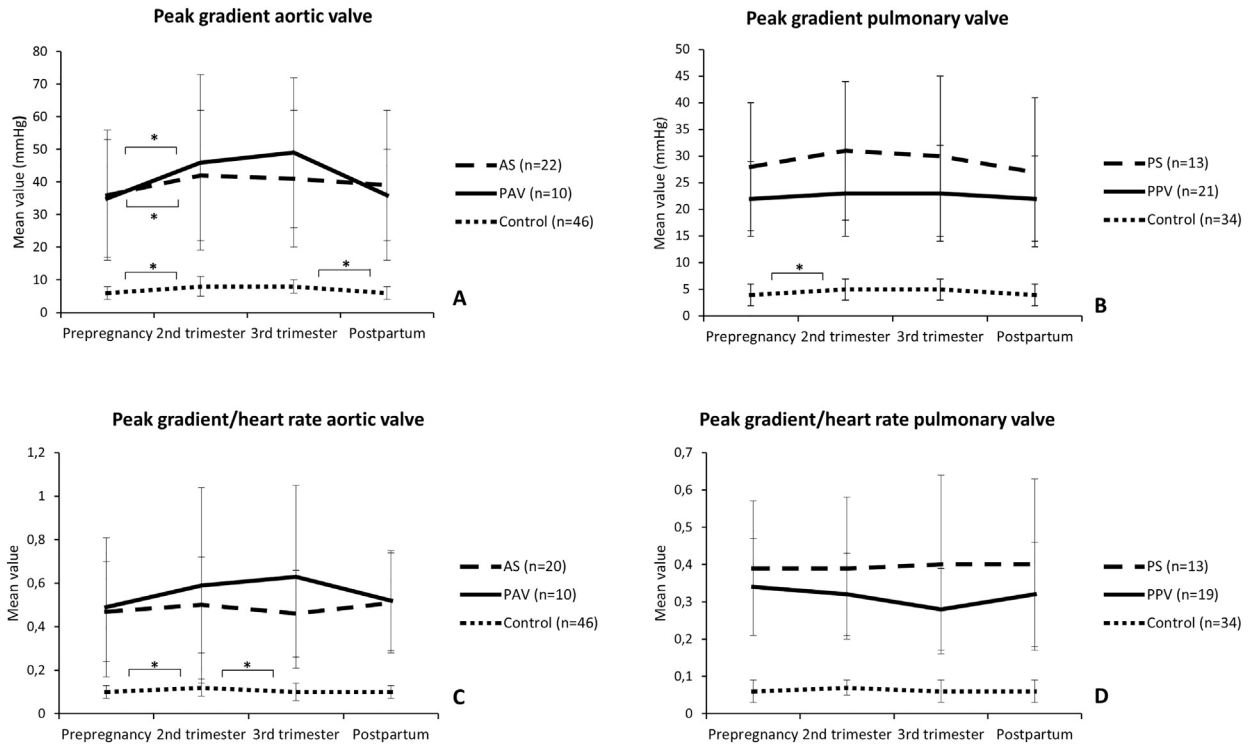 Peak gradient aortic valve
Mean value (mmHg)
80
70
60
50
40
30
20
10
0
*
*
*
*
Prepregnancy 2nd trimester 3rd trimester Postpartum
AS (n=22)
PAV (n=10)
Control (n=46)
A
Peak gradient pulmonary valve
Mean value (mmHg)
50
45
40
35
30
25
20
15
10
5
0
*
Prepregnancy 2nd trimester 3rd trimester Postpartum
PS (n=13)
PPV (n=21)
Control (n=34)
B
Peak gradient/heart rate aortic valve
Mean value
1,2
1
0,8
0,6
0,4
0,2
0
*
*
Prepregnancy 2nd trimester 3rd trimester Postpartum
AS (n=20)
PAV (n=10)
Control (n=46)
C
Peak gradient/heart rate pulmonary valve
Mean value
0,7
0,6
0,5
0,4
0,3
0,2
0,1
0
Prepregnancy 2nd trimester 3rd trimester Postpartum
PS (n=13)
PPV (n=19)
Control (n=34)
D